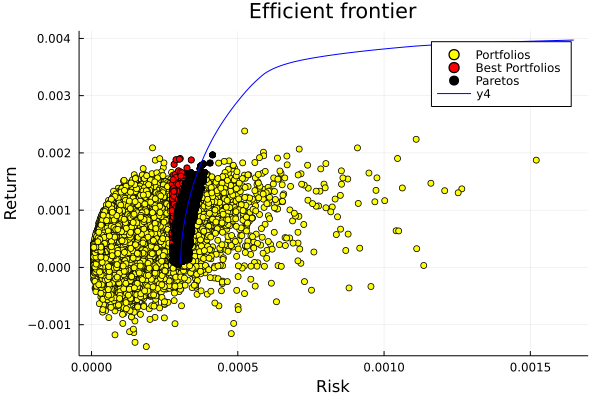 Efficient frontier
0.004
0.003
0.002
0.001
0.000
−0.001
Return
Portfolios
Best Portfolios
Paretos
y4
0.0000
0.0005
0.0010
0.0015
Risk